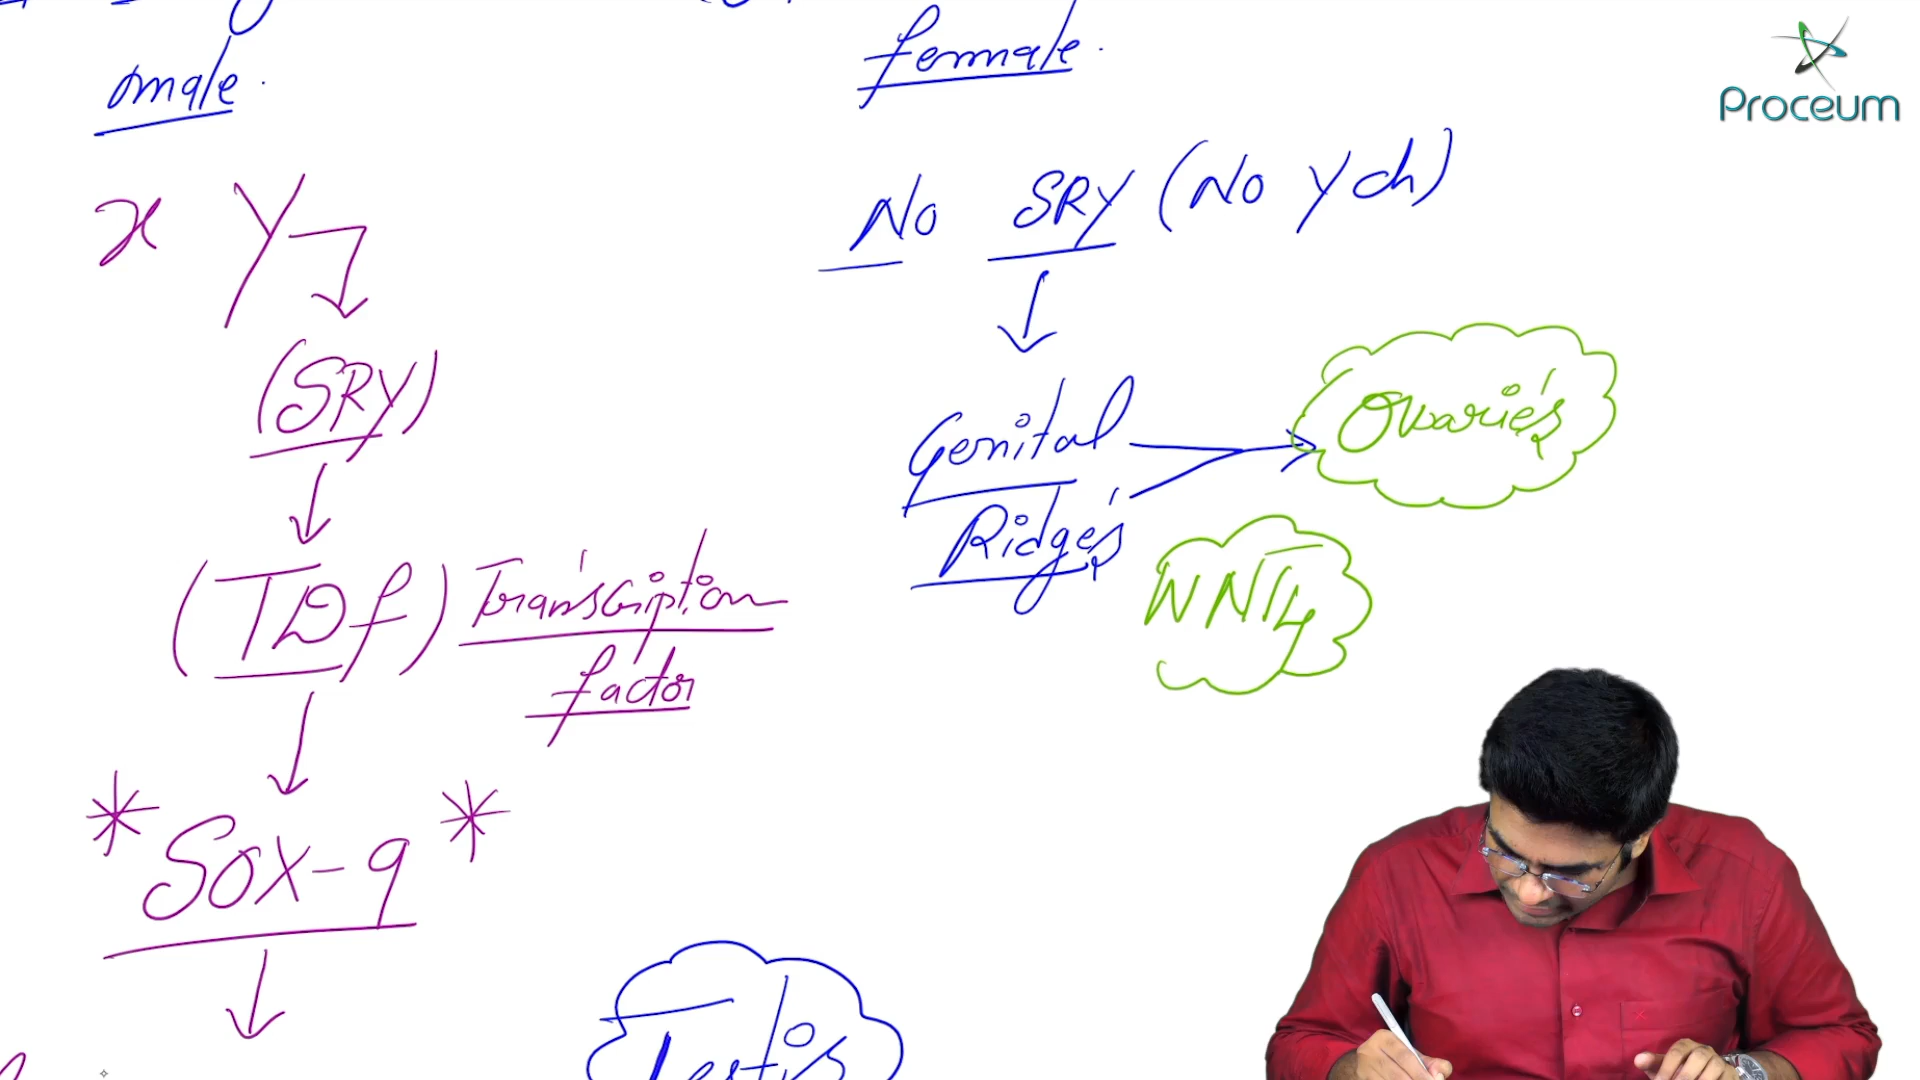 male.
x Y
(SRY)
(TDf) Transcription
factor
* Sox-9 *
Testis
female.
No SRY (No Y ch)
Genital
Ridges
Ovaries
WNT4
Proceum